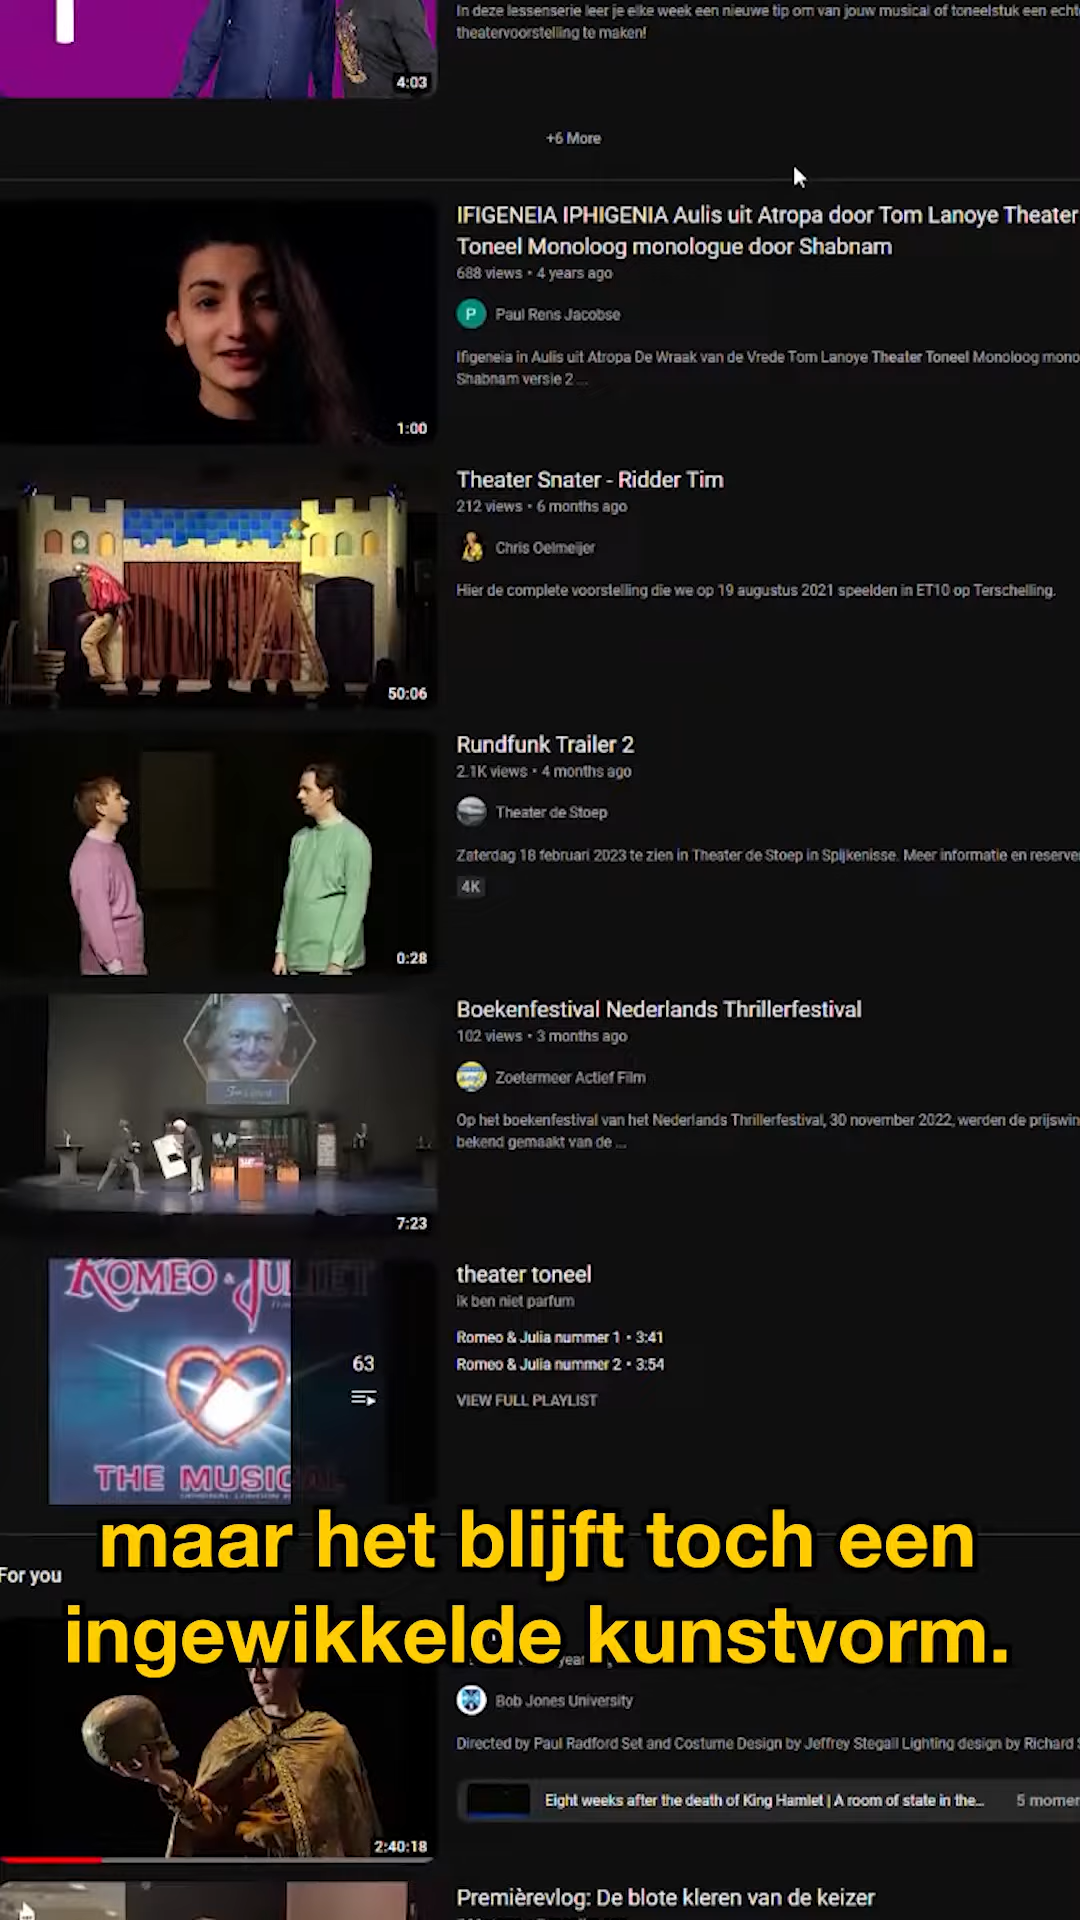 In deze lessenserie leer je elke week een nieuwe tip om van jouw musical of toneelstuk een echt
theatervoorstelling te maken!
4:03
+6 More
IFIGENEIA IPHIGENIA Aulis uit Atropa door Tom Lanoye Theater
Toneel Monoloog monologue door Shabnam
688 views • 4 years ago
P Paul Rens Jacobse
Ifigeneia in Aulis uit Atropa De Wraak van de Vrede Tom Lanoye Theater Toneel Monoloog mono
Shabnam versie 2 ...
1:00
Theater Snater - Ridder Tim
212 views • 6 months ago
Chris Oelmeijer
Hier de complete voorstelling die we op 19 augustus 2021 speelden in ET10 op Terschelling.
50:06
Rundfunk Trailer 2
2.1K views • 4 months ago
Theater de Stoep
Zaterdag 18 februari 2023 te zien in Theater de Stoep in Spijkenisse. Meer informatie en reserve
4K
0:28
Boekenfestival Nederlands Thrillerfestival
102 views • 3 months ago
Zoetermeer Actief Film
Op het boekenfestival van het Nederlands Thrillerfestival, 30 november 2022, werden de prijswin
bekend gemaakt van de ...
7:23
ROMEO & JULIET
THE MUSICAL
63
theater toneel
ik ben niet parfum
Romeo & Julia nummer 1 • 3:41
Romeo & Julia nummer 2 • 3:54
VIEW FULL PLAYLIST
maar het blijft toch een
ingewikkelde kunstvorm.
For you
Bob Jones University
Directed by Paul Radford Set and Costume Design by Jeffrey Stegall Lighting design by Richard
Eight weeks after the death of King Hamlet | A room of state in the... 5 momen
2:40:18
Premièrevlog: De blote kleren van de keizer